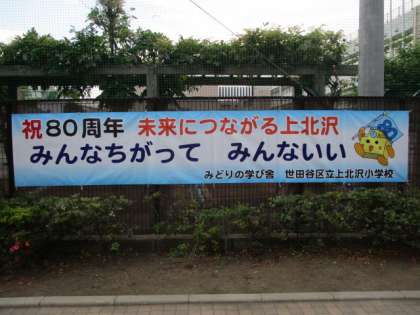 祝80周年 未来につながる上北沢
みんなちがって みんないい
みどりの学び舎 世田谷区立上北沢小学校